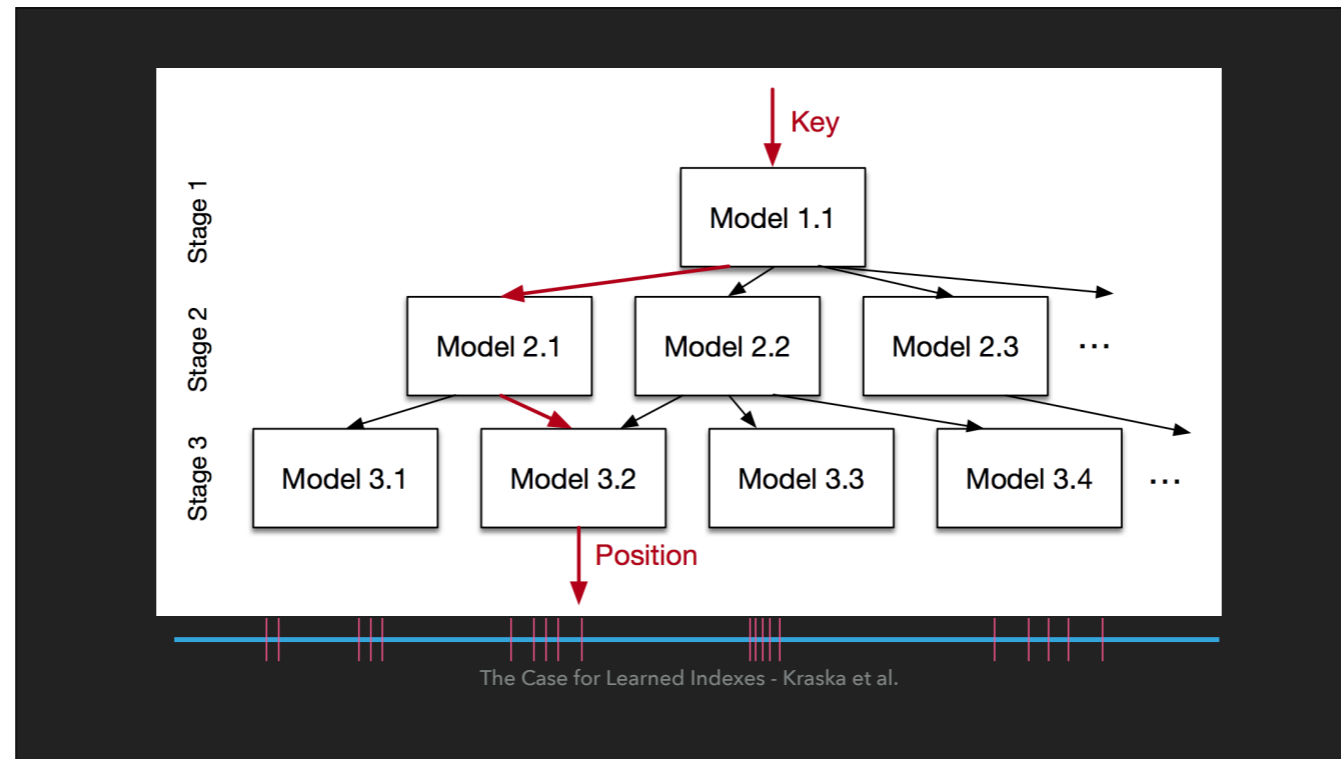 Key
Stage 1
Model 1.1
Stage 2
Model 2.1
Model 2.2
Model 2.3
...
Stage 3
Model 3.1
Model 3.2
Model 3.3
Model 3.4
...
Position
The Case for Learned Indexes - Kraska et al.